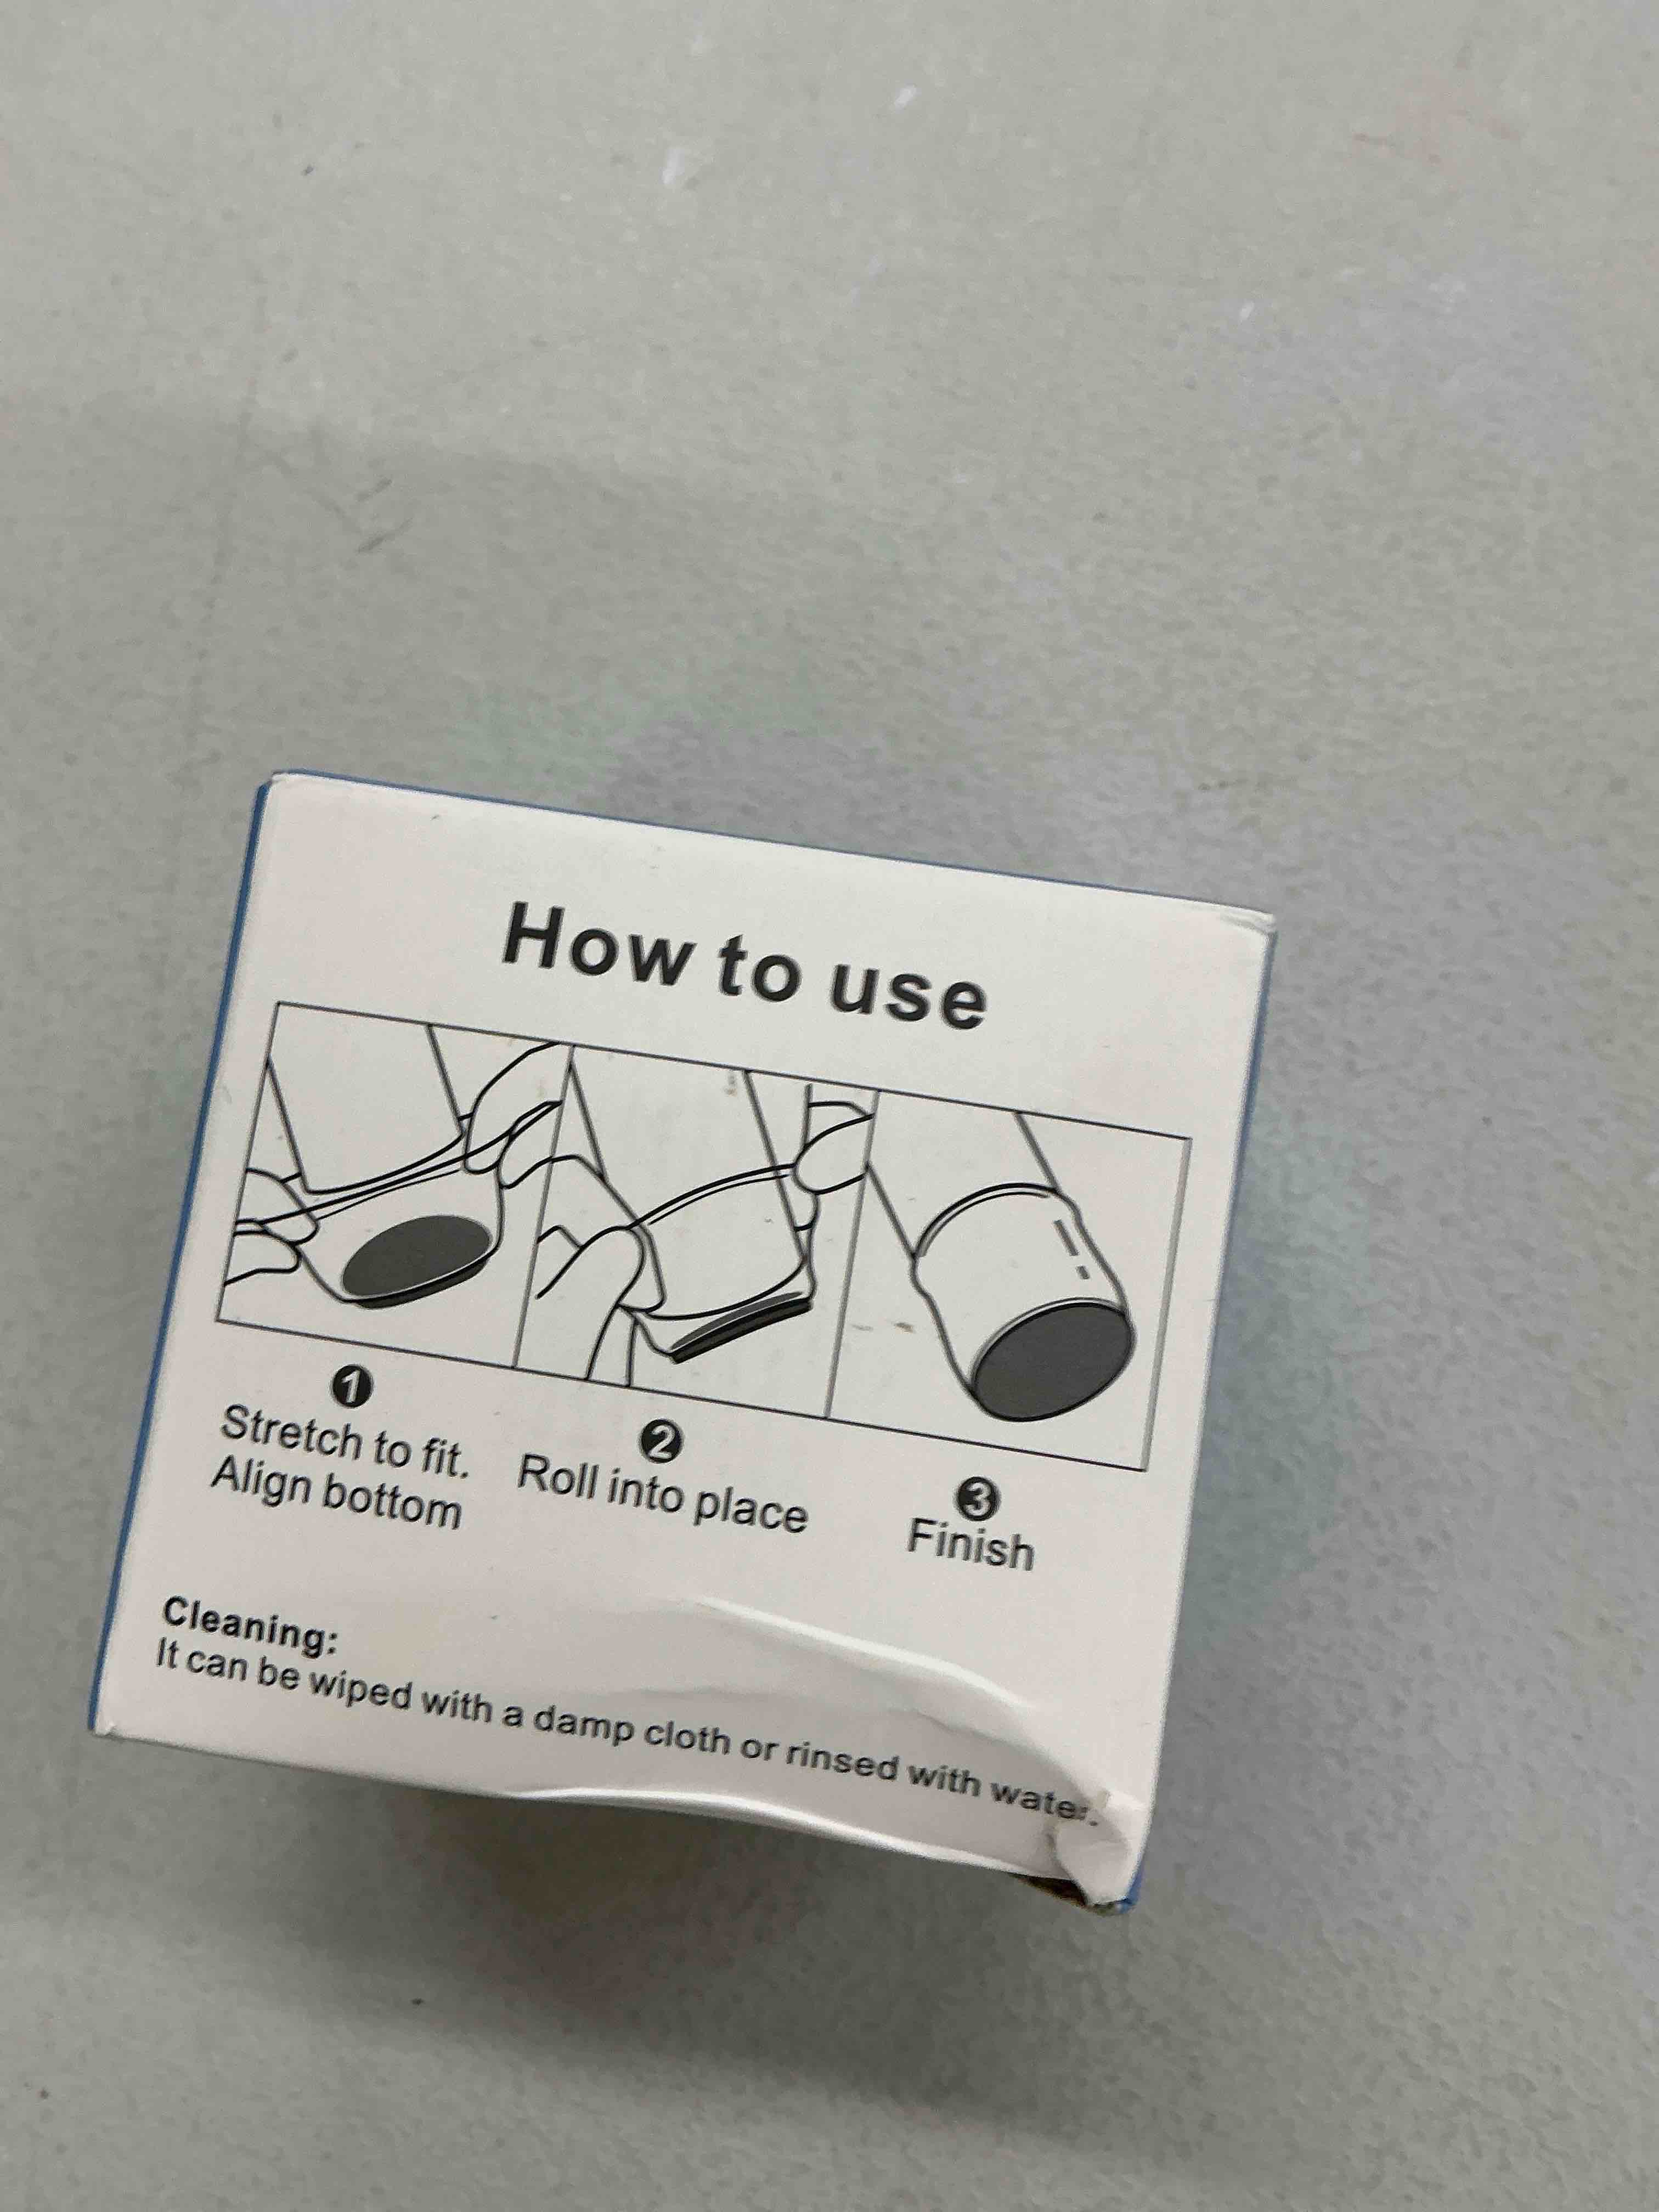 How to use
1
Stretch to fit.
Align bottom
2
Roll into place
3
Finish
Cleaning:
It can be wiped with a damp cloth or rinsed with water.